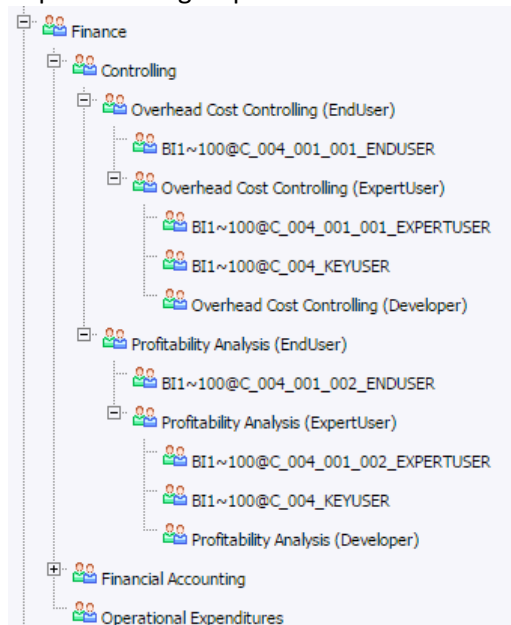 Finance
Controlling
Overhead Cost Controlling (EndUser)
BI1~100@C_004_001_001_ENDUSER
Overhead Cost Controlling (ExpertUser)
BI1~100@C_004_001_001_EXPERTUSER
BI1~100@C_004_KEYUSER
Overhead Cost Controlling (Developer)
Profitability Analysis (EndUser)
BI1~100@C_004_001_002_ENDUSER
Profitability Analysis (ExpertUser)
BI1~100@C_004_001_002_EXPERTUSER
BI1~100@C_004_KEYUSER
Profitability Analysis (Developer)
Financial Accounting
Operational Expenditures